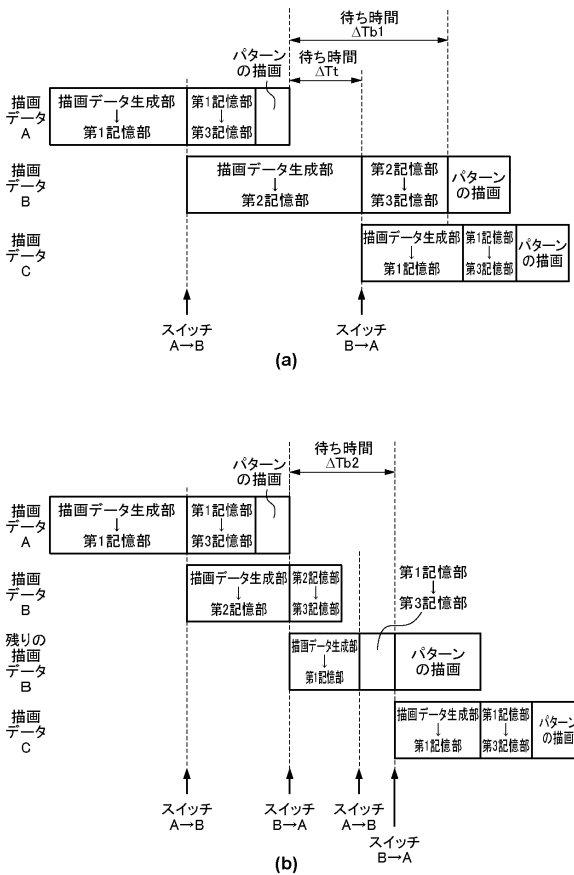 待ち時間
ΔTb1
パターン
の描画
待ち時間
ΔTt
描画
データ
A
描画データ生成部
↓
第1記憶部
第1記憶部
↓
第3記憶部
描画
データ
B
描画データ生成部
↓
第2記憶部
第2記憶部
↓
第3記憶部
パターン
の描画
描画
データ
C
描画データ生成部
↓
第1記憶部
第1記憶部
↓
第3記憶部
パターン
の描画
スイッチ
A→B
スイッチ
B→A
(a)
待ち時間
ΔTb2
パターン
の描画
描画
データ
A
描画データ生成部
↓
第1記憶部
第1記憶部
↓
第3記憶部
描画
データ
B
描画データ生成部
↓
第2記憶部
第2記憶部
↓
第3記憶部
第1記憶部
↓
第3記憶部
残りの
描画
データ
B
描画データ生成部
↓
第1記憶部
パターン
の描画
描画
データ
C
描画データ生成部
↓
第1記憶部
第1記憶部
↓
第3記憶部
パターン
の描画
スイッチ
A→B
スイッチ
B→A
スイッチ
A→B
スイッチ
B→A
(b)